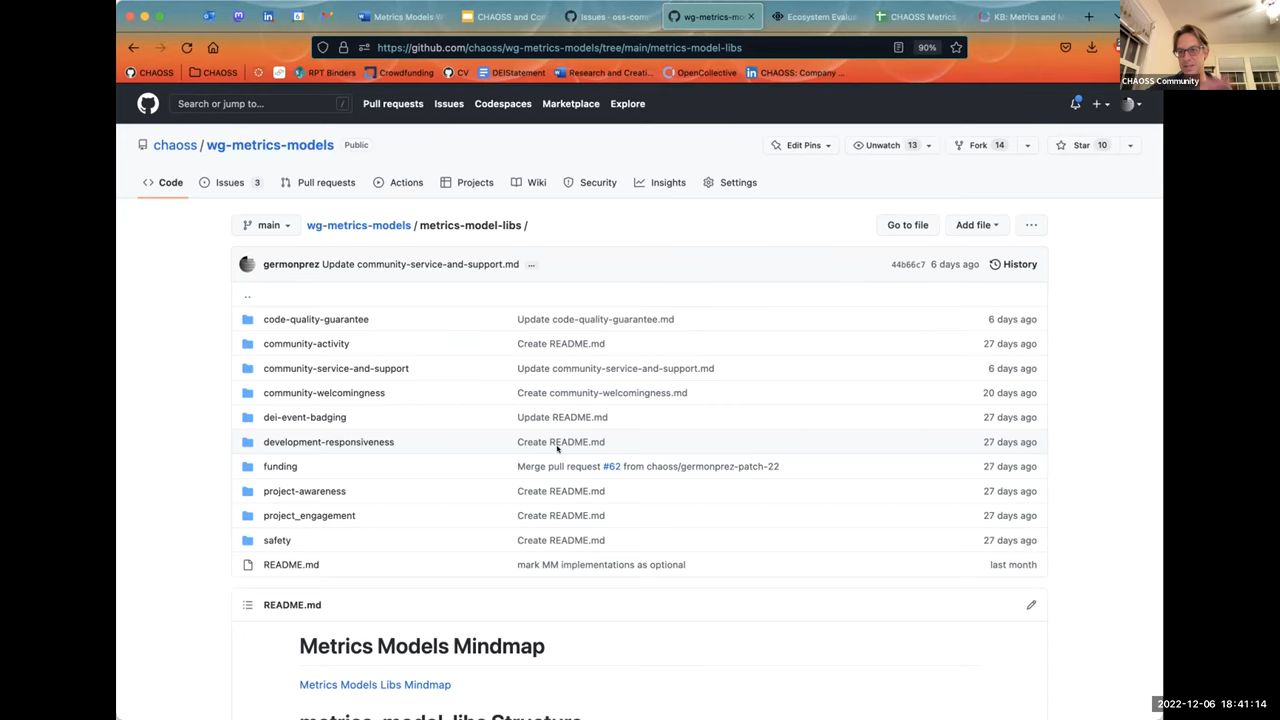 Metrics Models W
CHAOSS and Con
Issues · oss-comp
wg-metrics-mo
Ecosystem Evalu
CHAOSS Metrics
KB: Metrics and M
https://github.com/chaoss/wg-metrics-models/tree/main/metrics-model-libs
90%
CHAOSS
CHAOSS
RPT Binders
Crowdfunding
CV
DEIStatement
Research and Creati...
OpenCollective
CHAOSS: Company ...
CHAOSS Community
Search or jump to...
/
Pull requests
Issues
Codespaces
Marketplace
Explore
chaoss / wg-metrics-models
Public
Edit Pins
Unwatch 13
Fork 14
Star 10
Code
Issues 3
Pull requests
Actions
Projects
Wiki
Security
Insights
Settings
main
wg-metrics-models / metrics-model-libs /
Go to file
Add file
...
germonprez Update community-service-and-support.md ...
44b66c7 6 days ago
History
..
code-quality-guarantee Update code-quality-guarantee.md 6 days ago
community-activity Create README.md 27 days ago
community-service-and-support Update community-service-and-support.md 6 days ago
community-welcomingness Create community-welcomingness.md 20 days ago
dei-event-badging Update README.md 27 days ago
development-responsiveness Create README.md 27 days ago
funding Merge pull request #62 from chaoss/germonprez-patch-22 27 days ago
project-awareness Create README.md 27 days ago
project_engagement Create README.md 27 days ago
safety Create README.md 27 days ago
README.md mark MM implementations as optional last month
README.md
Metrics Models Mindmap
Metrics Models Libs Mindmap
metrics-model-libs Structure
2022-12-06 18:41:14